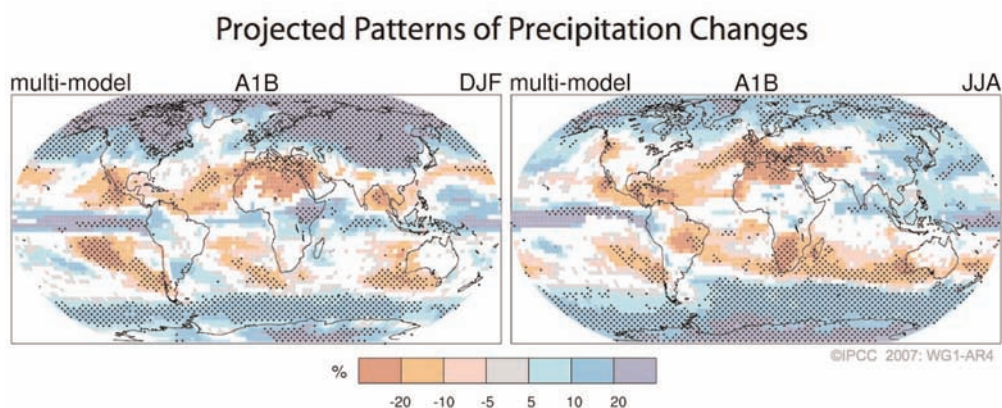 Projected Patterns of Precipitation Changes
multi-model A1B DJF
multi-model A1B JJA
©IPCC 2007: WG1-AR4
%
-20 -10 -5 5 10 20